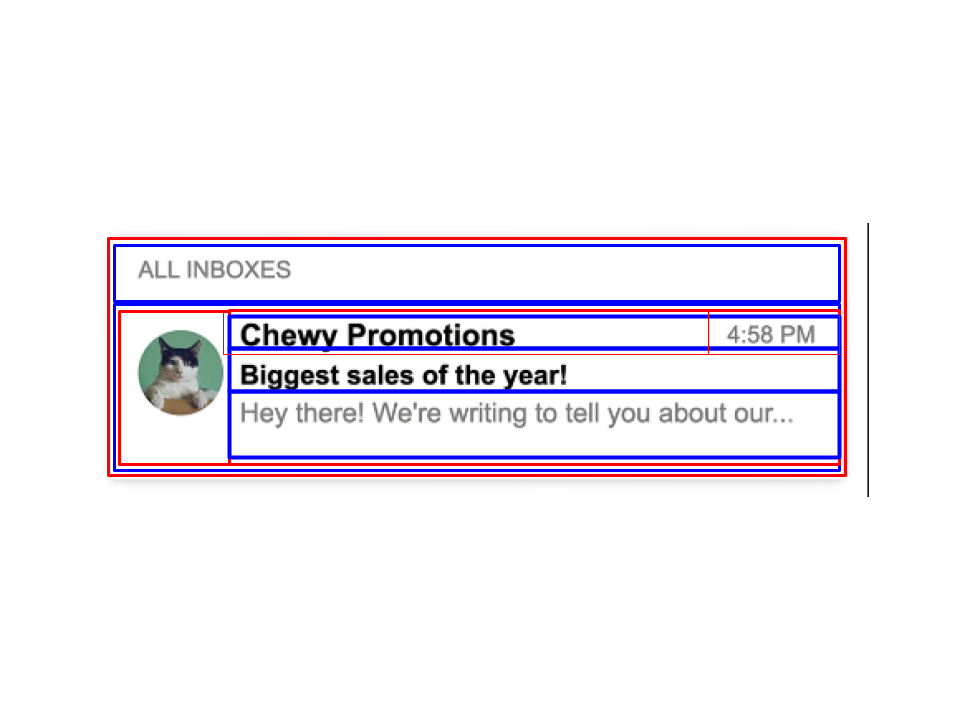 ALL INBOXES
Chewy Promotions 4:58 PM
Biggest sales of the year!
Hey there! We're writing to tell you about our...